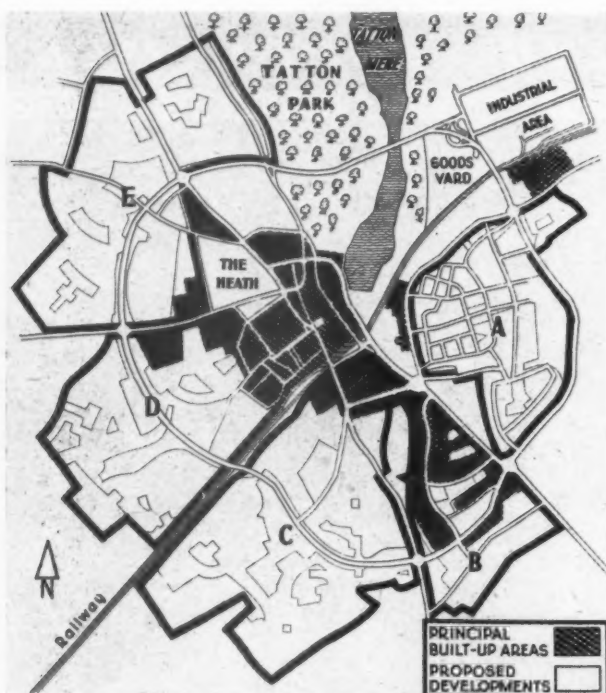 TATTON
MERE
TATTON
PARK
INDUSTRIAL
AREA
GOODS'
YARD
E
THE
HEATH
A
D
C
B
N
Railway
PRINCIPAL
BUILT-UP AREAS
PROPOSED
DEVELOPMENTS